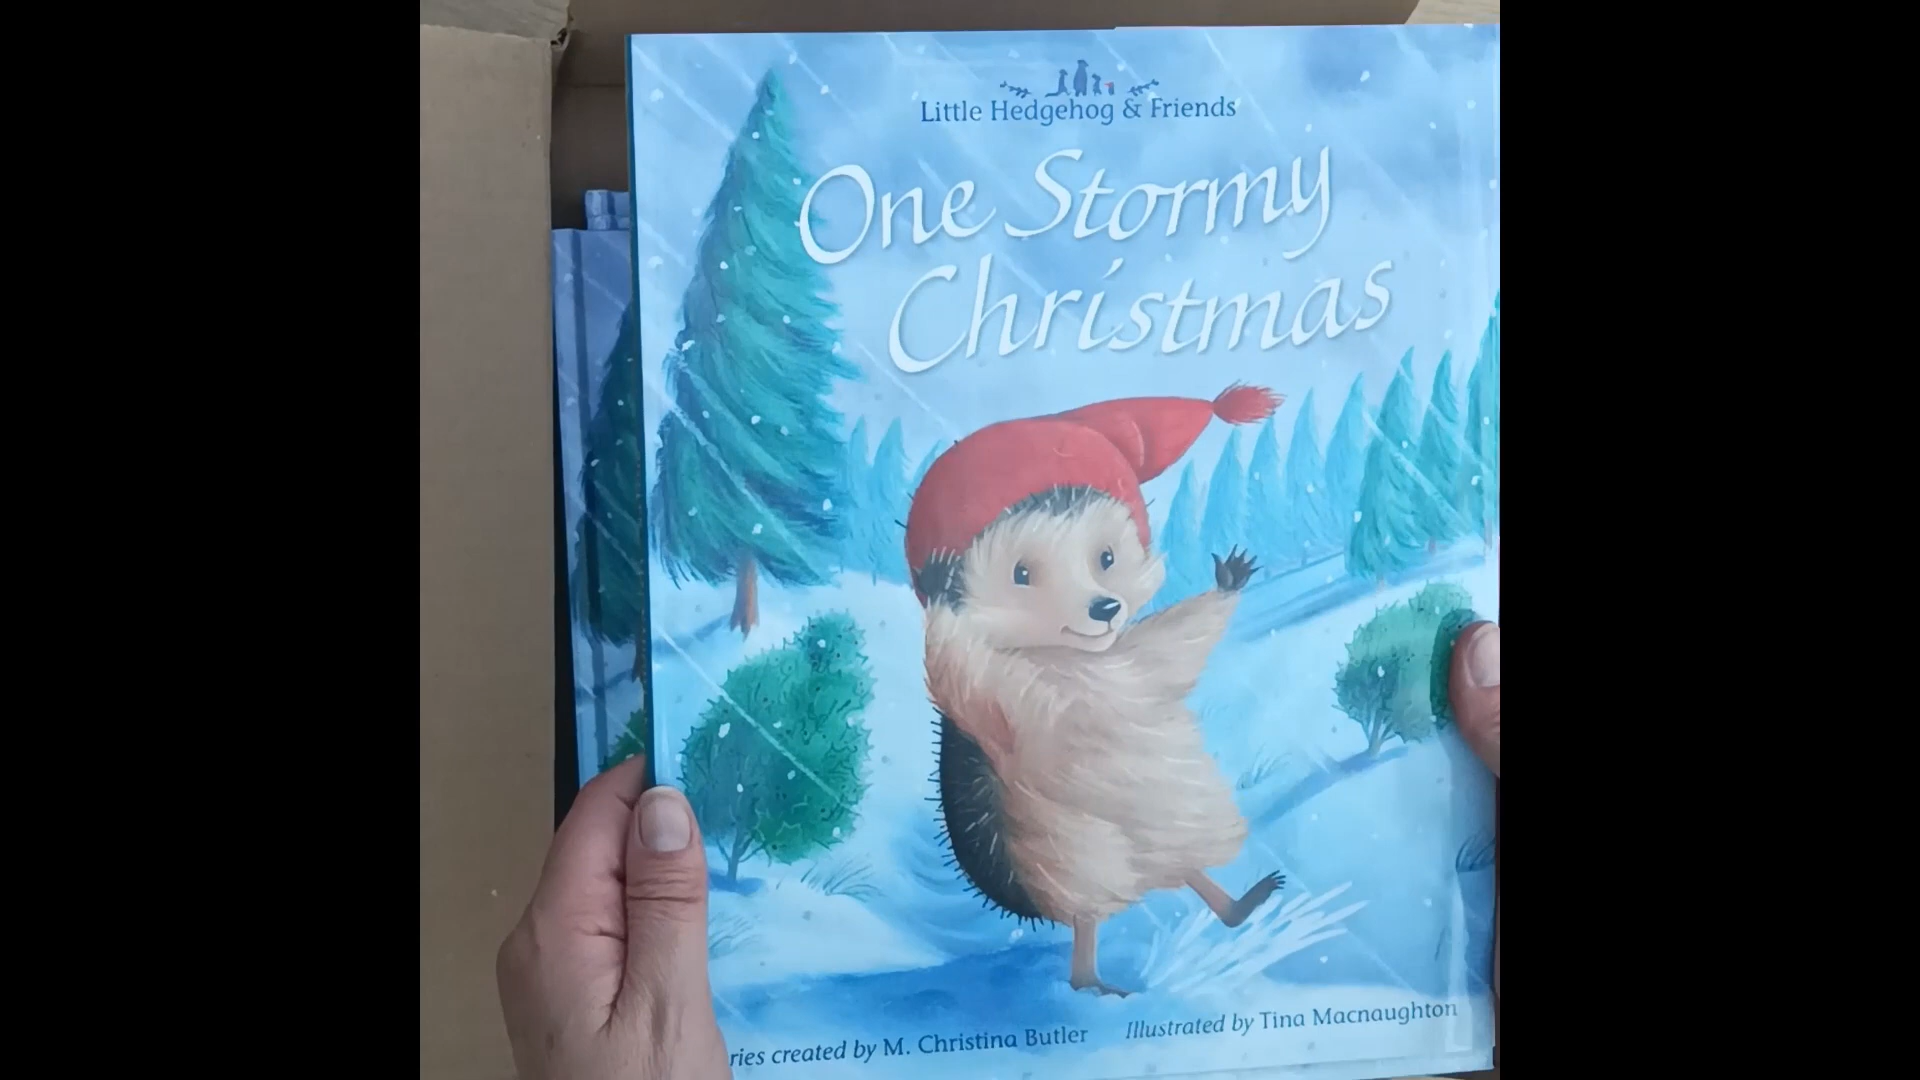 Little Hedgehog & Friends
One Stormy
Christmas
ries created by M. Christina Butler
Illustrated by Tina Macnaughton